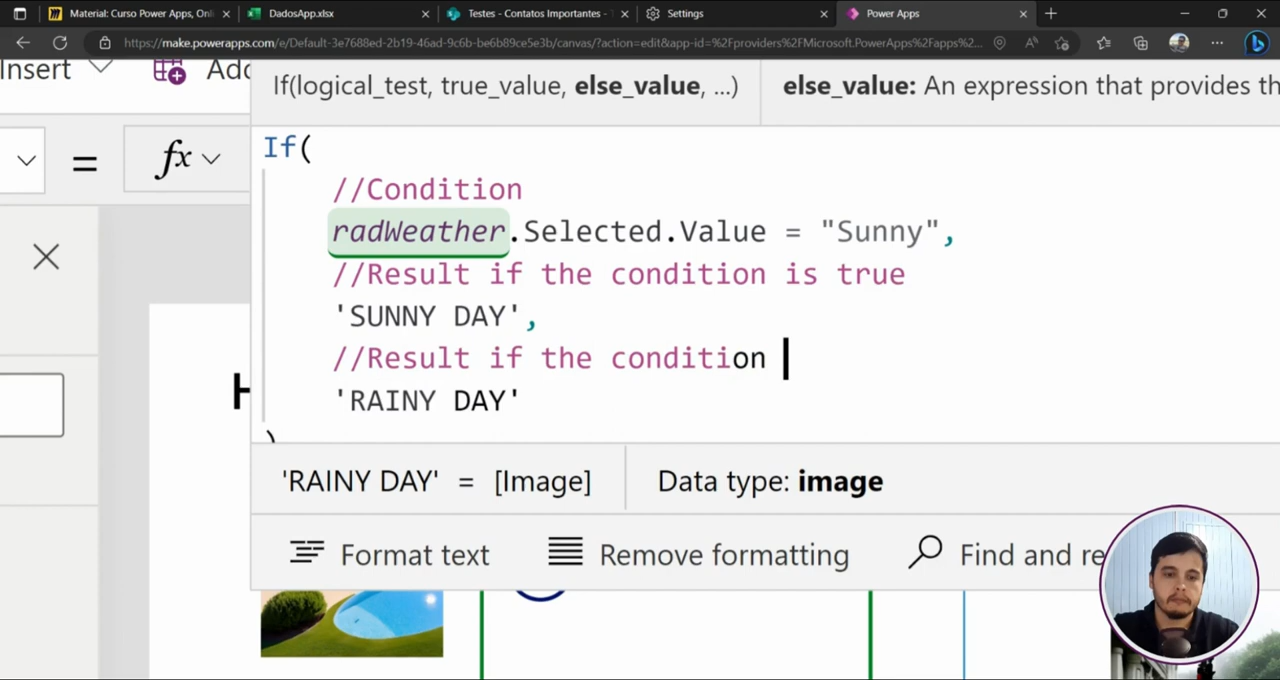 Material: Curso Power Apps, Onl
DadosApp.xlsx
Testes - Contatos Importantes -
Settings
Power Apps
https://make.powerapps.com/e/Default-3e7688ed-2b19-46ad-9c6b-be6b89ce5e3b/canvas/?action=edit&app-id=%2Fproviders%2FMicrosoft.PowerApps%2Fapps%2...
Insert
Add
If(logical_test, true_value, else_value, ...)
else_value: An expression that provides th
= fx
If(
//Condition
radWeather.Selected.Value = "Sunny",
//Result if the condition is true
'SUNNY DAY',
//Result if the condition
'RAINY DAY'
)
H
'RAINY DAY' = [Image]
Data type: image
Format text
Remove formatting
Find and re